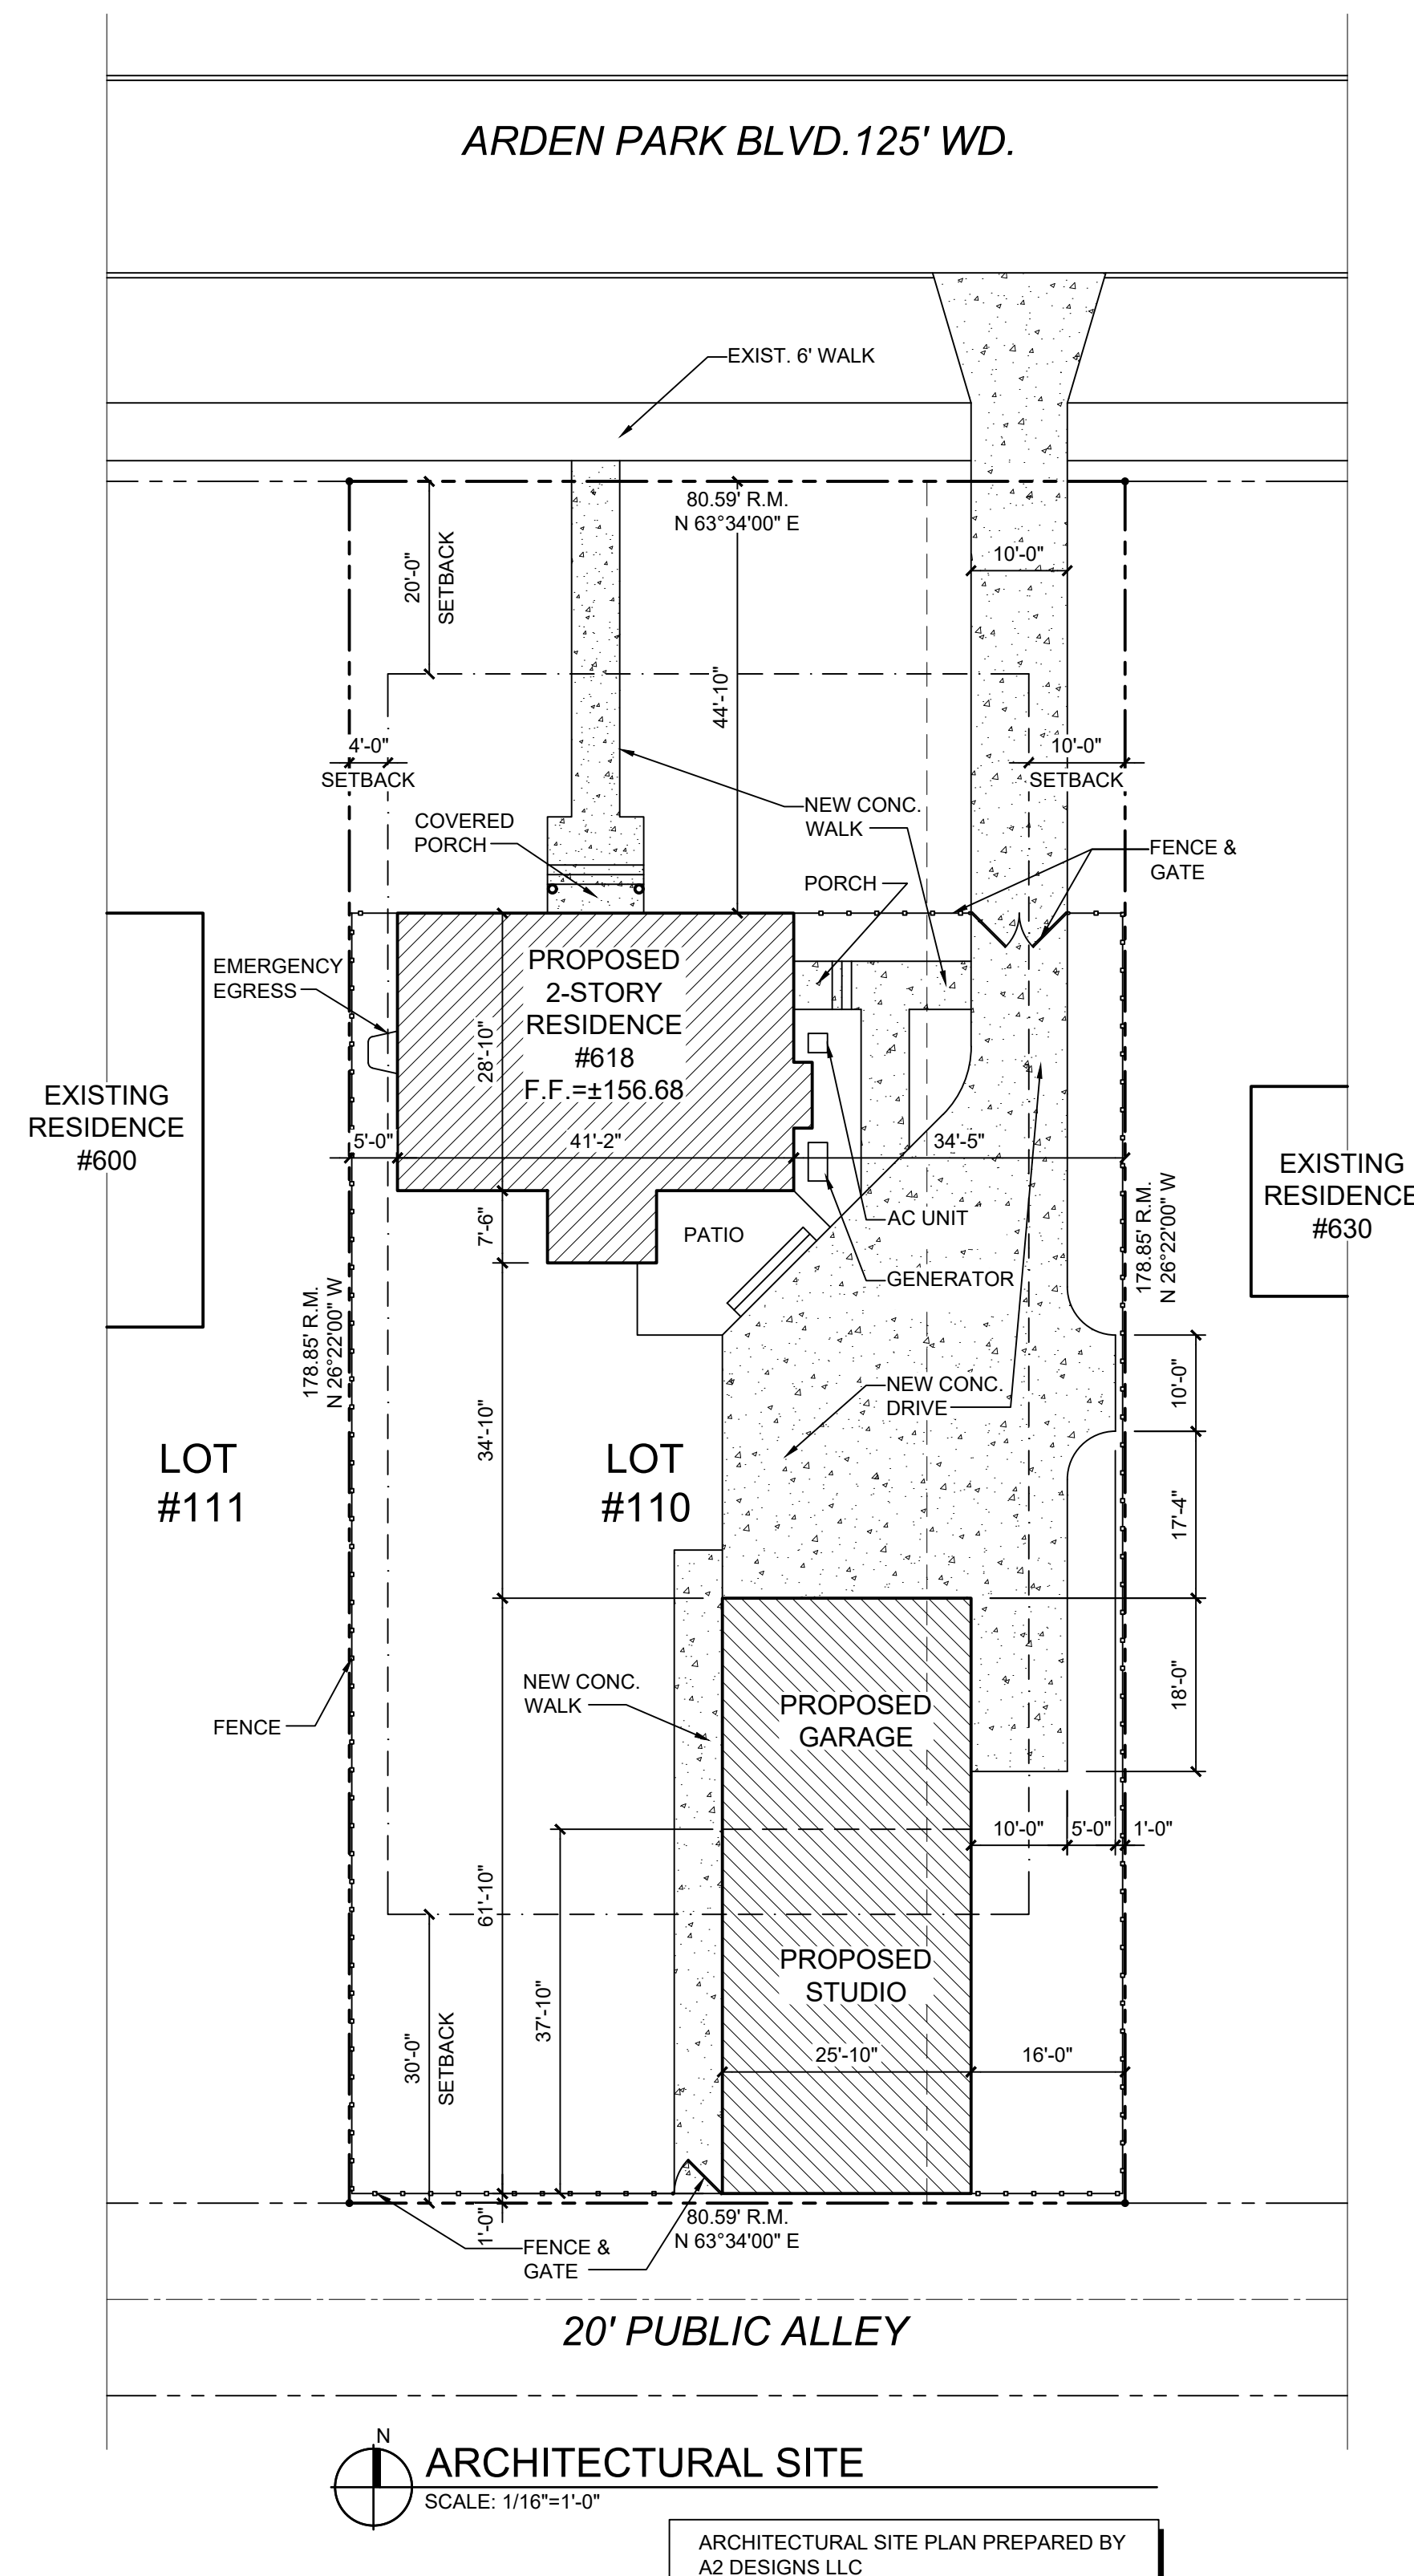 ARDEN PARK BLVD.125' WD.
EXIST. 6' WALK
80.59' R.M.
N 63°34'00" E
20'-0"
SETBACK
10'-0"
44'-10"
4'-0"
SETBACK
10'-0"
SETBACK
COVERED
PORCH
NEW CONC.
WALK
FENCE &
GATE
PORCH
EMERGENCY
EGRESS
PROPOSED
2-STORY
RESIDENCE
#618
F.F.=±156.68
28'-10"
EXISTING
RESIDENCE
#600
5'-0"
41'-2"
34'-5"
EXISTING
RESIDENCE
#630
7'-6"
PATIO
AC UNIT
GENERATOR
178.85' R.M.
N 26°22'00" W
178.85' R.M.
N 26°22'00" W
NEW CONC.
DRIVE
10'-0"
34'-10"
LOT
#111
LOT
#110
17'-4"
NEW CONC.
WALK
FENCE
PROPOSED
GARAGE
18'-0"
10'-0"
5'-0"
1'-0"
61'-10"
37'-10"
PROPOSED
STUDIO
30'-0"
SETBACK
25'-10"
16'-0"
1'-0"
80.59' R.M.
N 63°34'00" E
FENCE &
GATE
20' PUBLIC ALLEY
N
ARCHITECTURAL SITE
SCALE: 1/16"=1'-0"
ARCHITECTURAL SITE PLAN PREPARED BY
A2 DESIGNS LLC